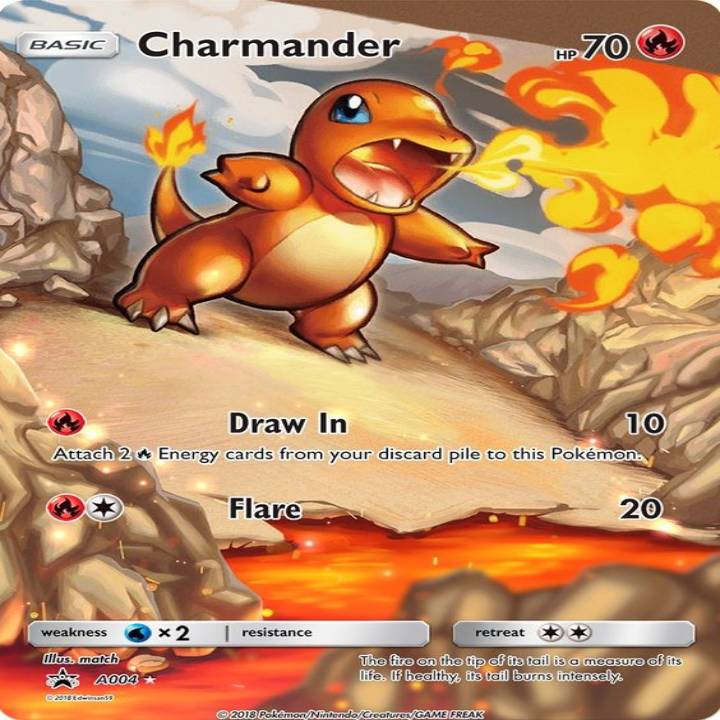 BASIC Charmander HP 70
Draw In 10
Attach 2 Energy cards from your discard pile to this Pokémon.
Flare 20
weakness ×2 resistance retreat
Illus. match
A004
©2018 Edwinson59
The fire on the tip of its tail is a measure of its
life. If healthy, its tail burns intensely.
© 2018 Pokémon/Nintendo/Creatures/GAME FREAK